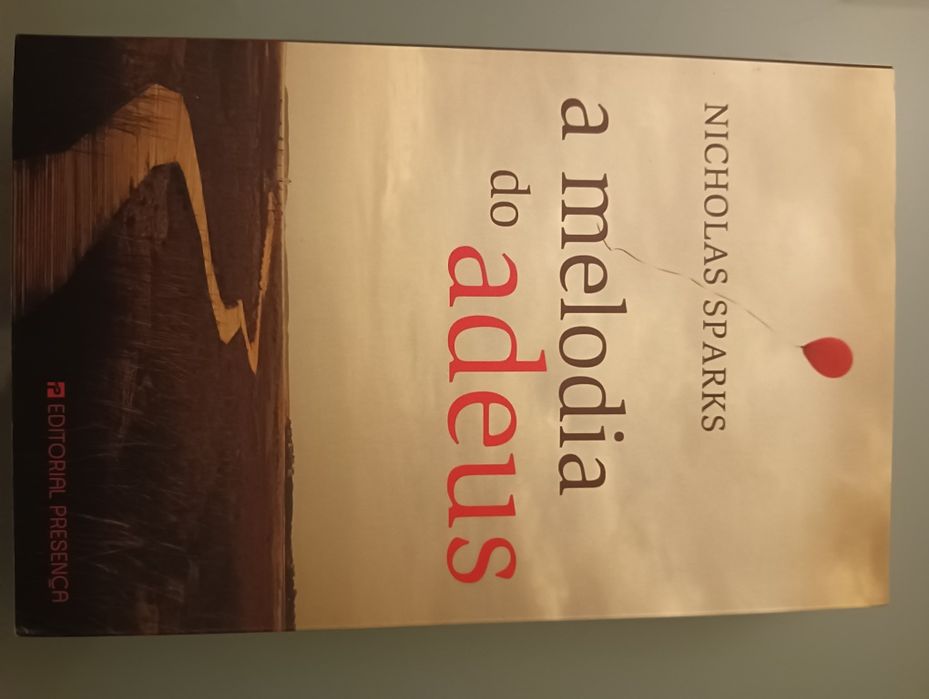 NICHOLAS SPARKS
a melodia
do
adeus
EDITORIAL PRESENÇA